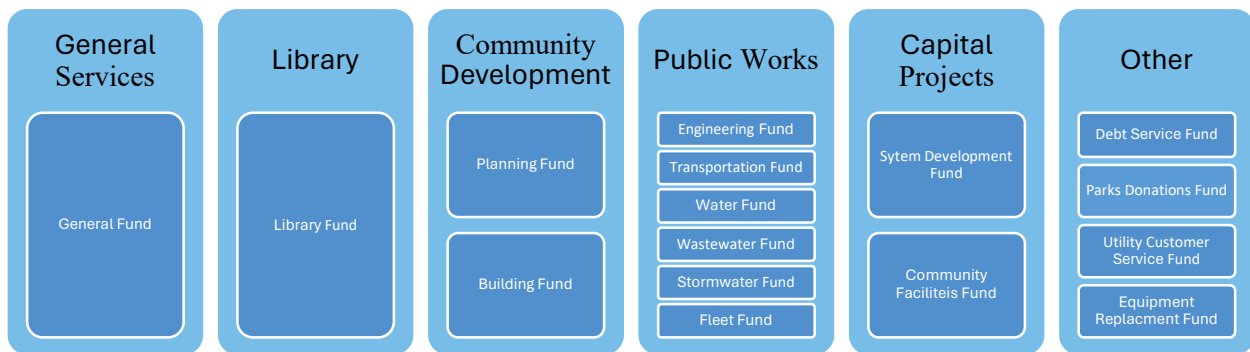 General
Services
General Fund
Library
Library Fund
Community
Development
Planning Fund
Building Fund
Public Works
Engineering Fund
Transportation Fund
Water Fund
Wastewater Fund
Stormwater Fund
Fleet Fund
Capital
Projects
Sytem Development
Fund
Community
Faciliteis Fund
Other
Debt Service Fund
Parks Donations Fund
Utility Customer
Service Fund
Equipment
Replacment Fund